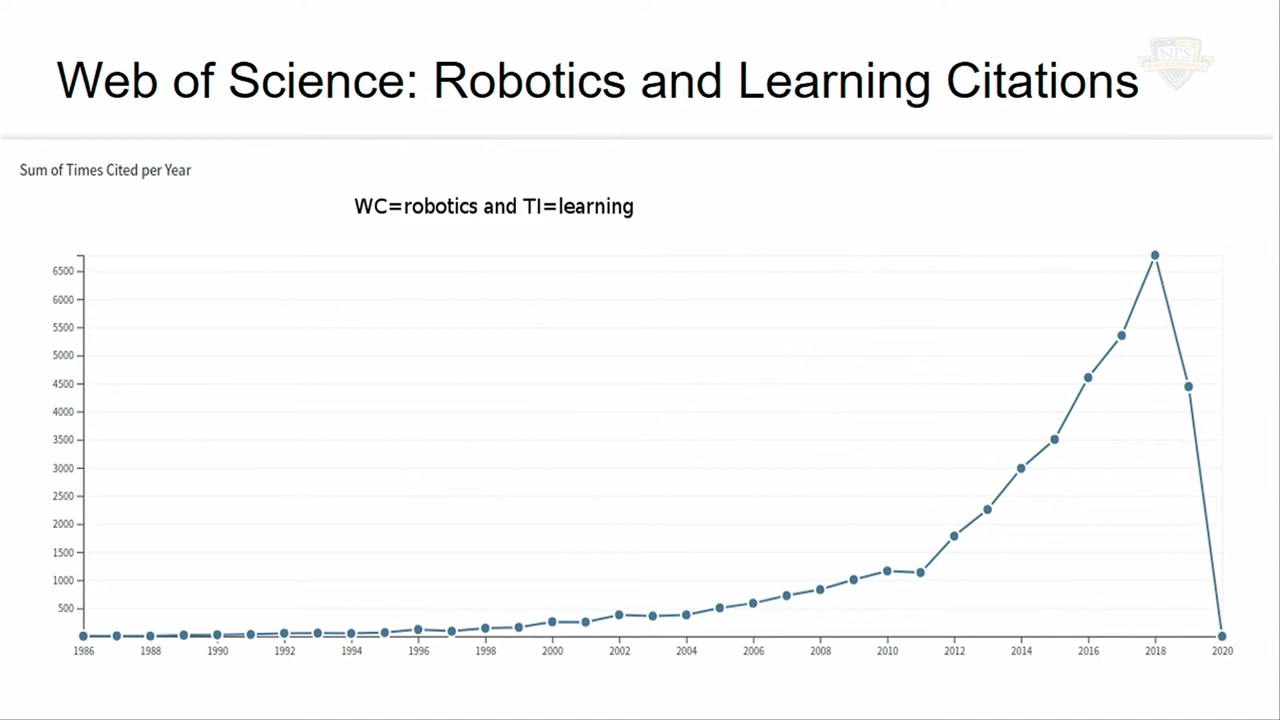 NPS
Web of Science: Robotics and Learning Citations
Sum of Times Cited per Year
WC=robotics and TI=learning
6500
6000
5500
5000
4500
4000
3500
3000
2500
2000
1500
1000
500
1986 1988 1990 1992 1994 1996 1998 2000 2002 2004 2006 2008 2010 2012 2014 2016 2018 2020